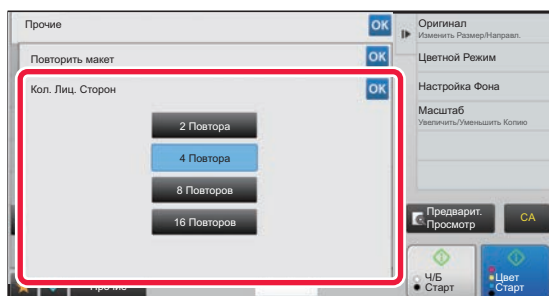 Прочие
OK
Повторить макет
OK
Кол. Лиц. Сторон
OK
2 Повтора
4 Повтора
8 Повторов
16 Повторов
Оригинал
Изменить Размер/Направл.
Цветной Режим
Настройка Фона
Масштаб
Увеличить/Уменьшить Копию
Предварит.
Просмотр
CA
Ч/Б
Старт
Цвет
Старт
Прочие